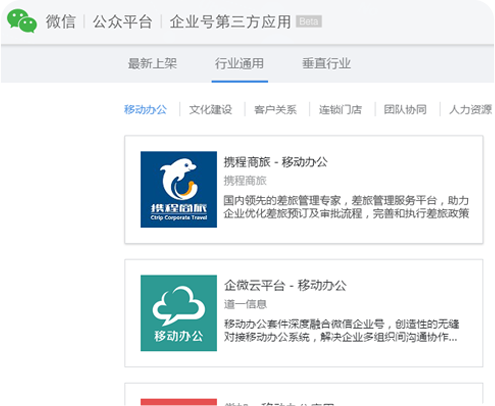 微信 公众平台 企业号第三方应用 Beta
最新上架 行业通用 垂直行业
移动办公 文化建设 客户关系 连锁门店 团队协同 人力资源
携程商旅 - 移动办公
携程商旅
国内领先的差旅管理专家，差旅管理服务平台，助力
企业优化差旅预订及审批流程，完善和执行差旅政策
携程商旅
Ctrip Corporate Travel
企微云平台 - 移动办公
道一信息
移动办公套件深度融合微信企业号，创造性的无缝
对接移动办公系统，解决企业多组织间沟通协作...
移动办公